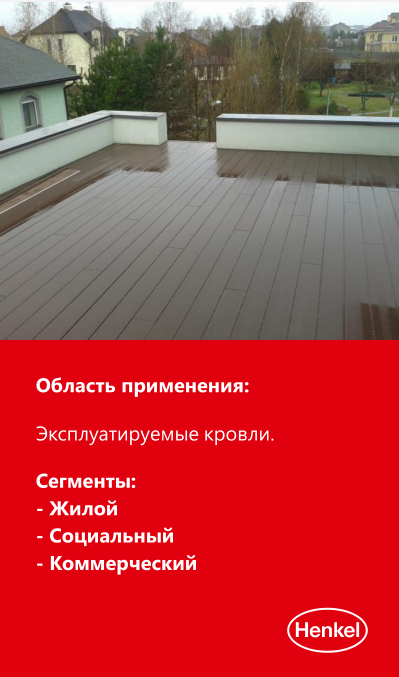 Область применения:
Эксплуатируемые кровли.
Сегменты:
- Жилой
- Социальный
- Коммерческий
Henkel